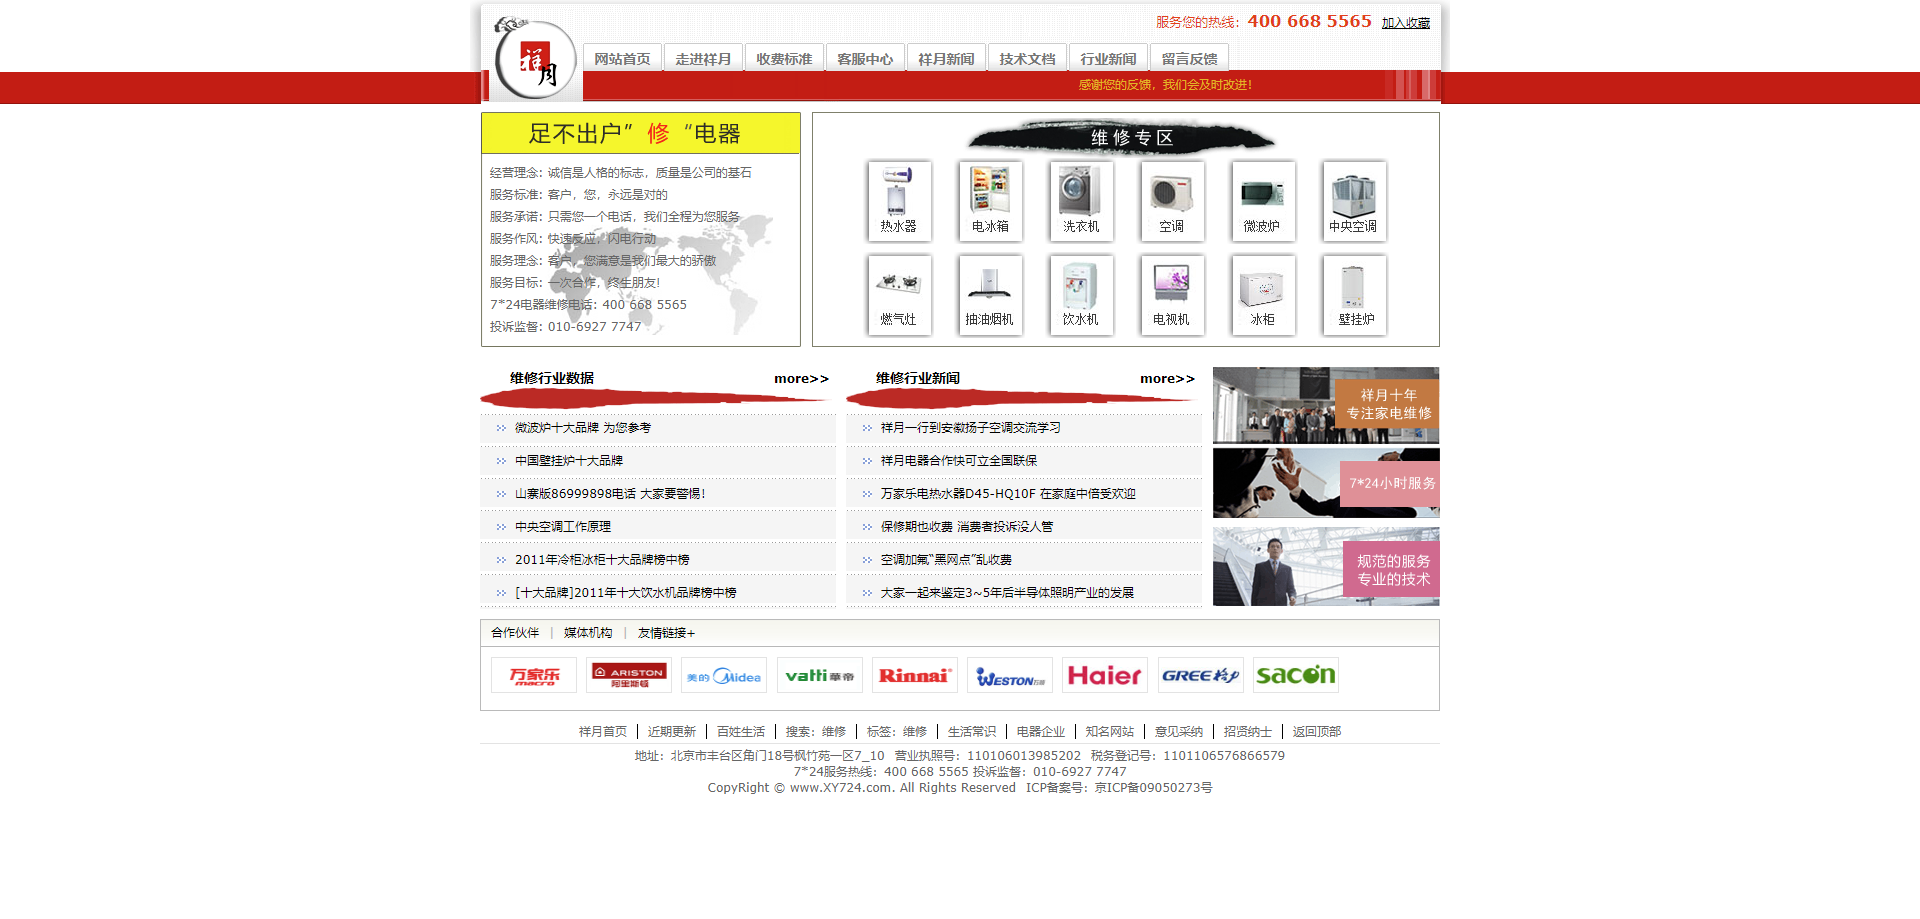 服务您的热线：400 668 5565 加入收藏
祥月
网站首页 走进祥月 收费标准 客服中心 祥月新闻 技术文档 行业新闻 留言反馈
感谢您的反馈，我们会及时改进！
足不出户”修“电器
经营理念：诚信是人格的标志，质量是公司的基石
服务标准：客户，您，永远是对的
服务承诺：只需您一个电话，我们全程为您服务
服务作风：快速反应，闪电行动
服务理念：客户，您满意是我们最大的骄傲
服务目标：一次合作，终生朋友！
7*24电器维修电话：400 668 5565
投诉监督：010-6927 7747
维修专区
热水器 电冰箱 洗衣机 空调 微波炉 中央空调
燃气灶 抽油烟机 饮水机 电视机 冰柜 壁挂炉
维修行业数据 more>>
微波炉十大品牌 为您参考
中国壁挂炉十大品牌
山寨版86999898电话 大家要警惕！
中央空调工作原理
2011年冷柜冰柜十大品牌榜中榜
[十大品牌]2011年十大饮水机品牌榜中榜
维修行业新闻 more>>
祥月一行到安徽扬子空调交流学习
祥月电器合作快可立全国联保
万家乐电热水器D45-HQ10F 在家庭中倍受欢迎
保修期也收费 消费者投诉没人管
空调加氟“黑网点”乱收费
大家一起来鉴定3~5年后半导体照明产业的发展
祥月十年
专注家电维修
7*24小时服务
规范的服务
专业的技术
合作伙伴 | 媒体机构 | 友情链接+
万家乐 macro ARISTON 阿里斯顿 美的 Midea vatti 華帝 Rinnai WESTON Haier GREE 格力 sacon
祥月首页 | 近期更新 | 百姓生活 | 搜索：维修 | 标签：维修 | 生活常识 | 电器企业 | 知名网站 | 意见采纳 | 招贤纳士 | 返回顶部
地址：北京市丰台区角门18号枫竹苑一区7_10 营业执照号：110106013985202 税务登记号：1101106576866579
7*24服务热线：400 668 5565 投诉监督：010-6927 7747
CopyRight © www.XY724.com. All Rights Reserved ICP备案号：京ICP备09050273号